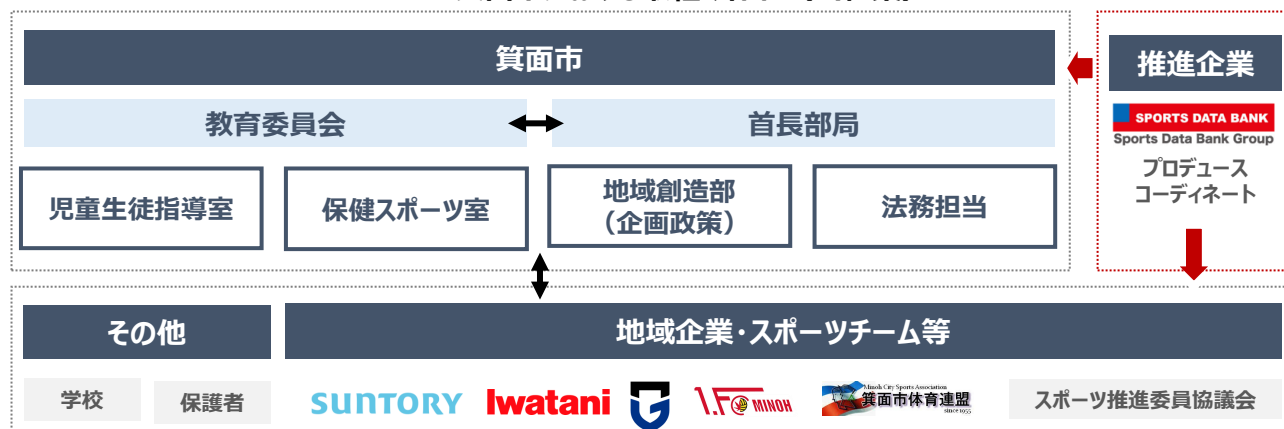 箕面市
推進企業
教育委員会
首長部局
SPORTS DATA BANK
Sports Data Bank Group
プロデュース
コーディネート
児童生徒指導室
保健スポーツ室
地域創造部
（企画政策）
法務担当
その他
地域企業・スポーツチーム等
学校
保護者
SUNTORY
Iwatani
G
1.F MINOH
Minoh City Sports Association
箕面市体育連盟
since 1955
スポーツ推進委員協議会